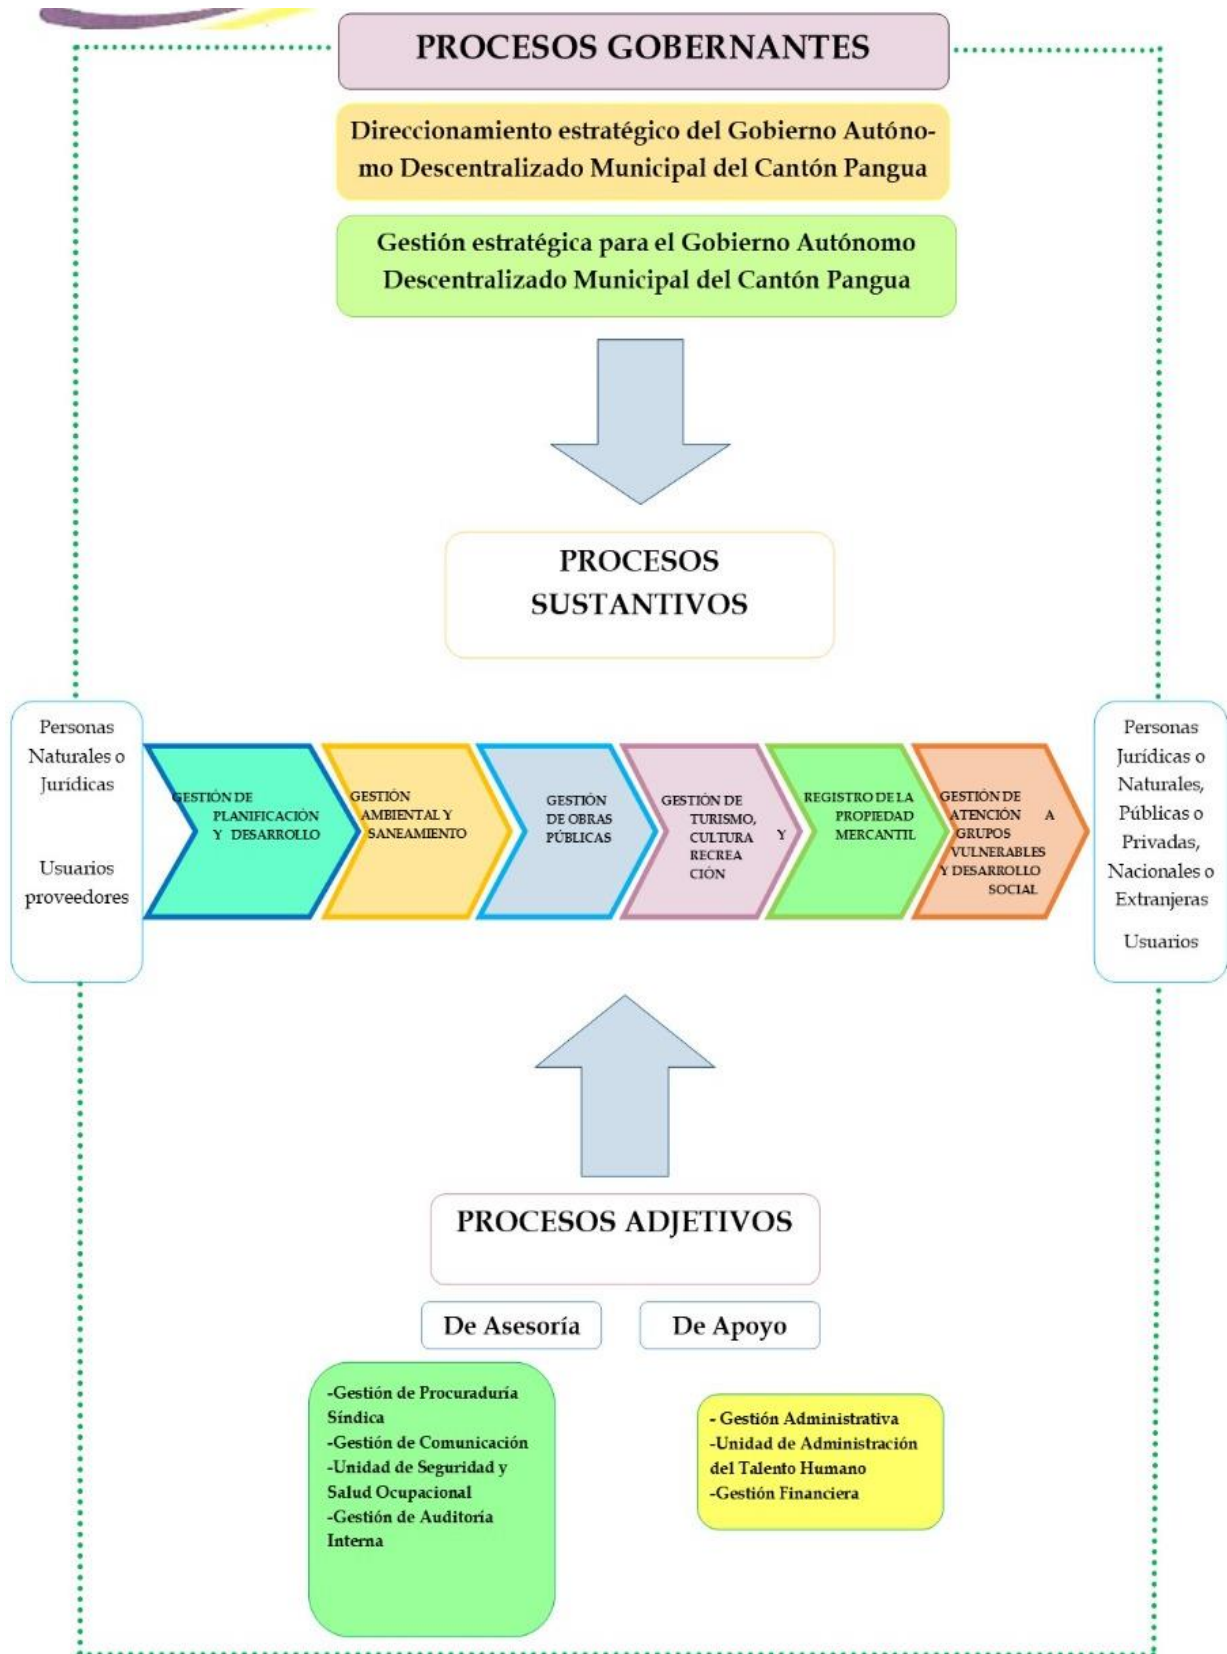 PROCESOS GOBERNANTES
Direccionamiento estratégico del Gobierno Autóno-
mo Descentralizado Municipal del Cantón Pangua
Gestión estratégica para el Gobierno Autónomo
Descentralizado Municipal del Cantón Pangua
PROCESOS
SUSTANTIVOS
Personas
Naturales o
Jurídicas
Usuarios
proveedores
GESTIÓN DE
PLANIFICACIÓN
Y DESARROLLO
GESTIÓN
AMBIENTAL Y
SANEAMIENTO
GESTIÓN
DE OBRAS
PÚBLICAS
GESTIÓN DE
TURISMO,
CULTURA Y
RECREA
CIÓN
REGISTRO DE LA
PROPIEDAD
MERCANTIL
GESTIÓN DE
ATENCIÓN A
GRUPOS
VULNERABLES
Y DESARROLLO
SOCIAL
Personas
Jurídicas o
Naturales,
Públicas o
Privadas,
Nacionales o
Extranjeras
Usuarios
PROCESOS ADJETIVOS
De Asesoría
De Apoyo
-Gestión de Procuraduría
Síndica
-Gestión de Comunicación
-Unidad de Seguridad y
Salud Ocupacional
-Gestión de Auditoría
Interna
- Gestión Administrativa
-Unidad de Administración
del Talento Humano
-Gestión Financiera